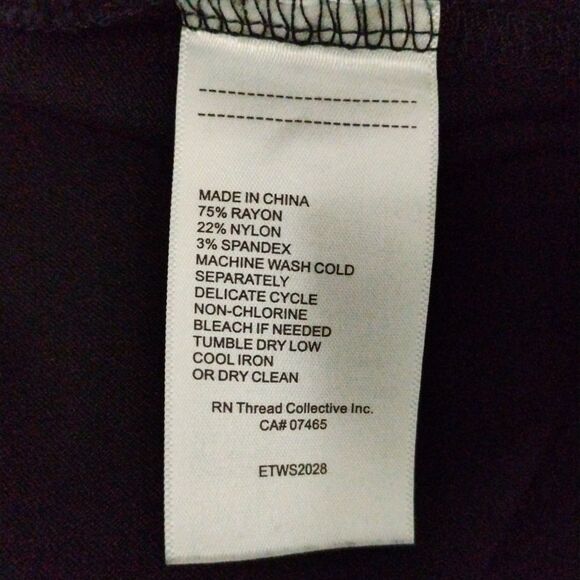 MADE IN CHINA
75% RAYON
22% NYLON
3% SPANDEX
MACHINE WASH COLD
SEPARATELY
DELICATE CYCLE
NON-CHLORINE
BLEACH IF NEEDED
TUMBLE DRY LOW
COOL IRON
OR DRY CLEAN
RN Thread Collective Inc.
CA# 07465
ETWS2028